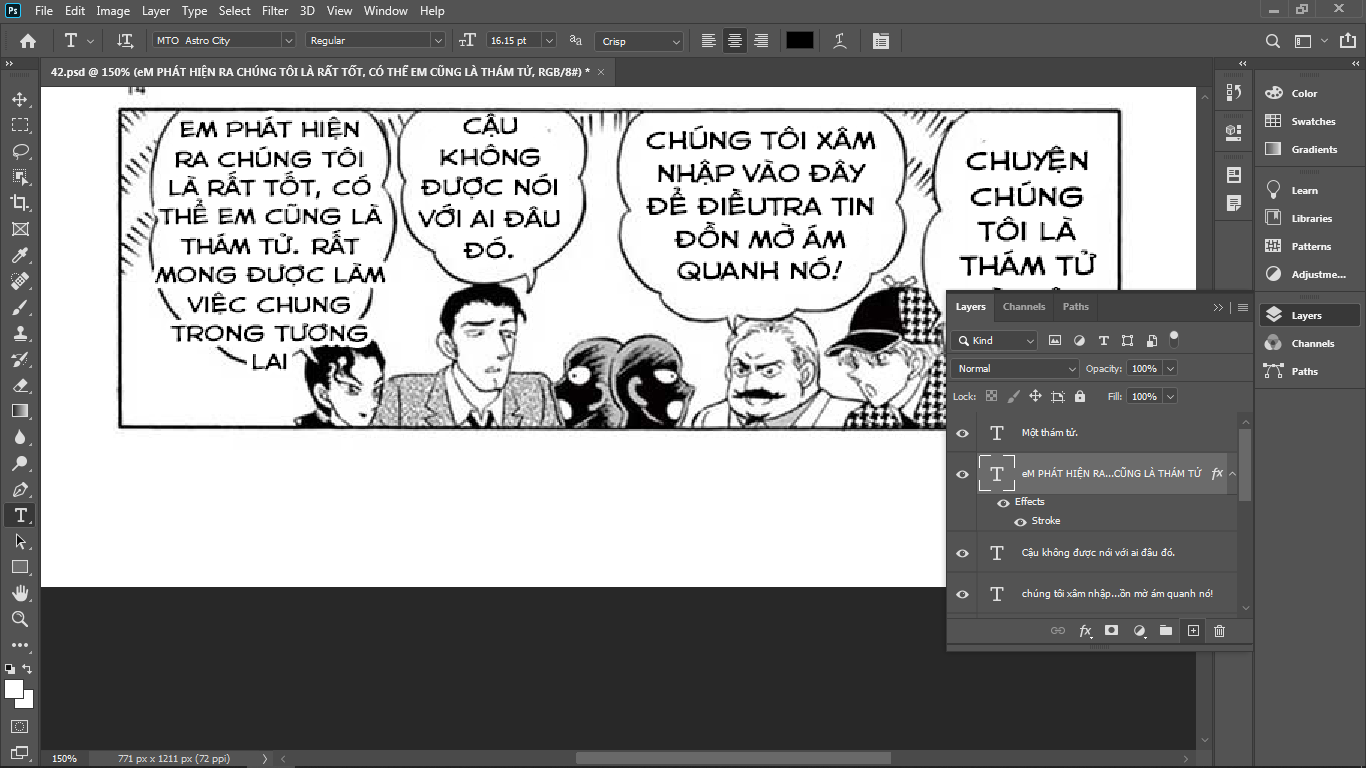 Ps File Edit Image Layer Type Select Filter 3D View Window Help
T MTO Astro City Regular 16.15 pt Crisp
42.psd @ 150% (eM PHÁT HIỆN RA CHÚNG TÔI LÀ RẤT TỐT, CÓ THỂ EM CŨNG LÀ THÁM TỬ, RGB/8#) *
14
EM PHÁT HIỆN
RA CHÚNG TÔI
LÀ RẤT TỐT, CÓ
THỂ EM CŨNG LÀ
THÁM TỬ. RẤT
MONG ĐƯỢC LÀM
VIỆC CHUNG
TRONG TƯƠNG
LAI
CẬU
KHÔNG
ĐƯỢC NÓI
VỚI AI ĐÂU
ĐÓ.
CHÚNG TÔI XÂM
NHẬP VÀO ĐÂY
ĐỂ ĐIỀUTRA TIN
ĐỒN MỜ ÁM
QUANH NÓ!
CHUYỆN
CHÚNG
TÔI LÀ
THÁM TỬ
Color
Swatches
Gradients
Learn
Libraries
Patterns
Adjustme...
Layers
Channels
Paths
Layers Channels Paths
Kind
Normal Opacity: 100%
Lock: Fill: 100%
T Một thám tử.
T eM PHÁT HIỆN RA...CŨNG LÀ THÁM TỬ fx
Effects
Stroke
T Cậu không được nói với ai đâu đó.
T chúng tôi xâm nhập...ồn mờ ám quanh nó!
fx
150% 771 px x 1211 px (72 ppi)